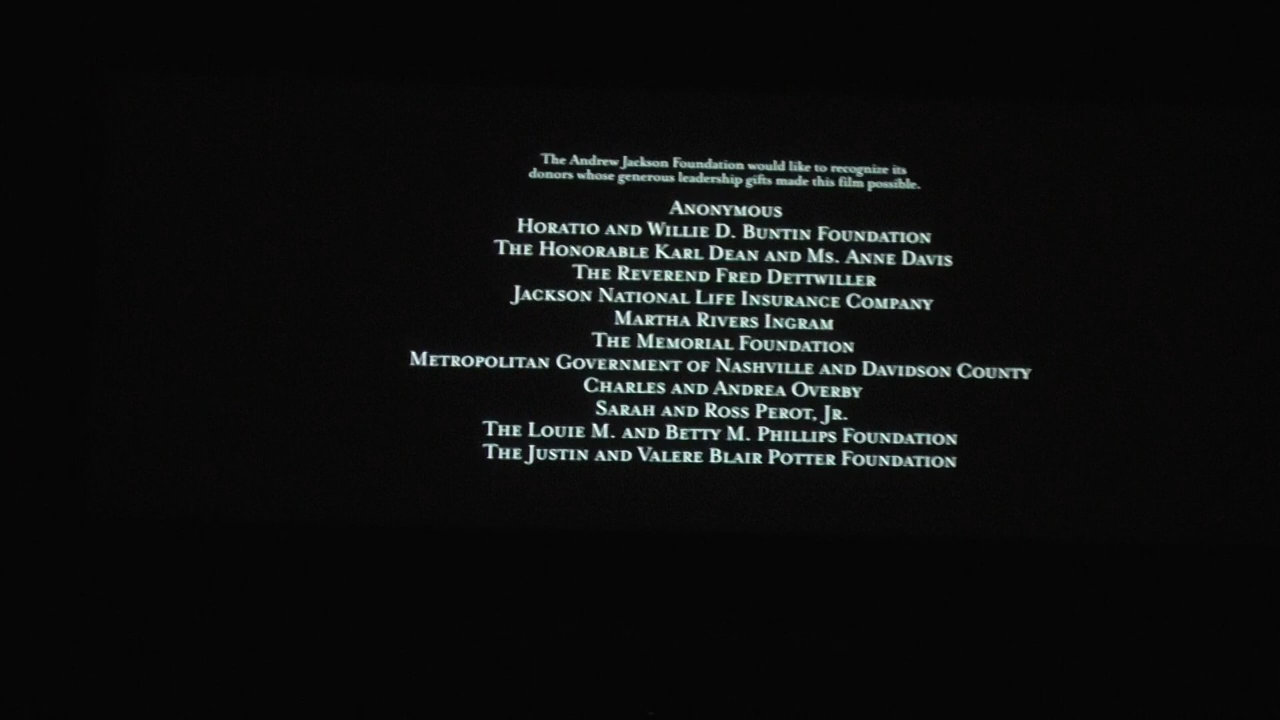 The Andrew Jackson Foundation would like to recognize its
donors whose generous leadership gifts made this film possible.
ANONYMOUS
HORATIO AND WILLIE D. BUNTIN FOUNDATION
THE HONORABLE KARL DEAN AND MS. ANNE DAVIS
THE REVEREND FRED DETTWILLER
JACKSON NATIONAL LIFE INSURANCE COMPANY
MARTHA RIVERS INGRAM
THE MEMORIAL FOUNDATION
METROPOLITAN GOVERNMENT OF NASHVILLE AND DAVIDSON COUNTY
CHARLES AND ANDREA OVERBY
SARAH AND ROSS PEROT, JR.
THE LOUIE M. AND BETTY M. PHILLIPS FOUNDATION
THE JUSTIN AND VALERE BLAIR POTTER FOUNDATION